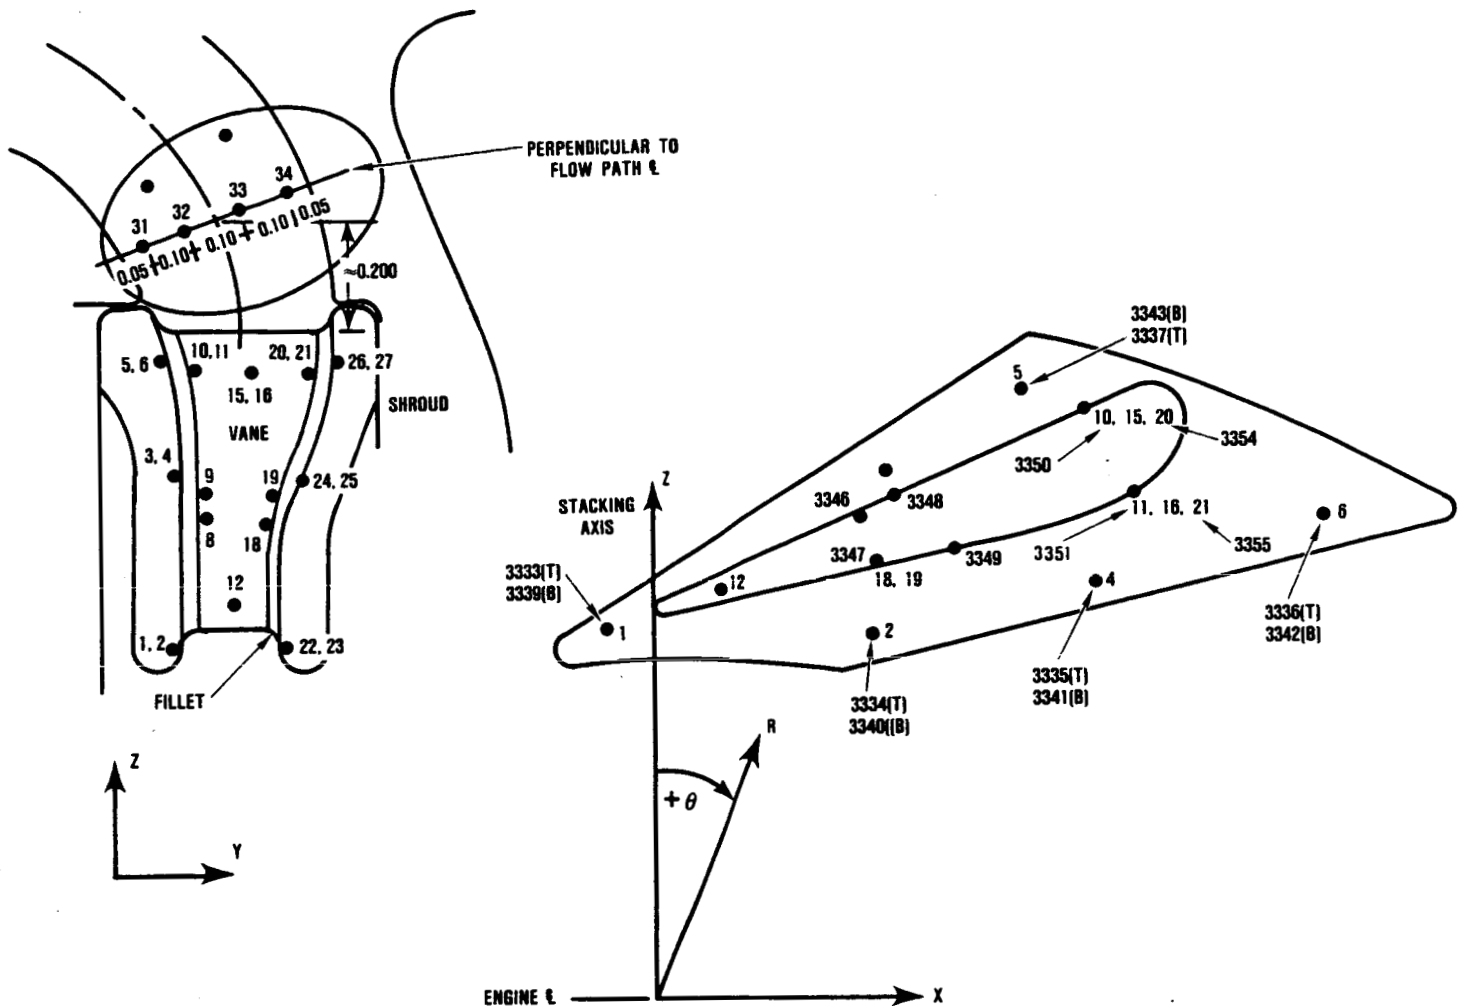 PERPENDICULAR TO
FLOW PATH ℄
31
32
33
34
0.05
0.10
0.10
0.10
0.05
≈0.200
5, 6
10, 11
20, 21
26, 27
15, 16
SHROUD
VANE
3, 4
9
19
24, 25
8
18
12
1, 2
22, 23
FILLET
Z
Y
3343(B)
3337(T)
5
10, 15, 20
3354
3350
Z
STACKING
AXIS
3346
3348
11, 16, 21
6
3351
3355
3347
3349
18, 19
3333(T)
3339(B)
12
4
1
2
3336(T)
3342(B)
3335(T)
3341(B)
3334(T)
3340((B)
R
+ θ
ENGINE ℄
X